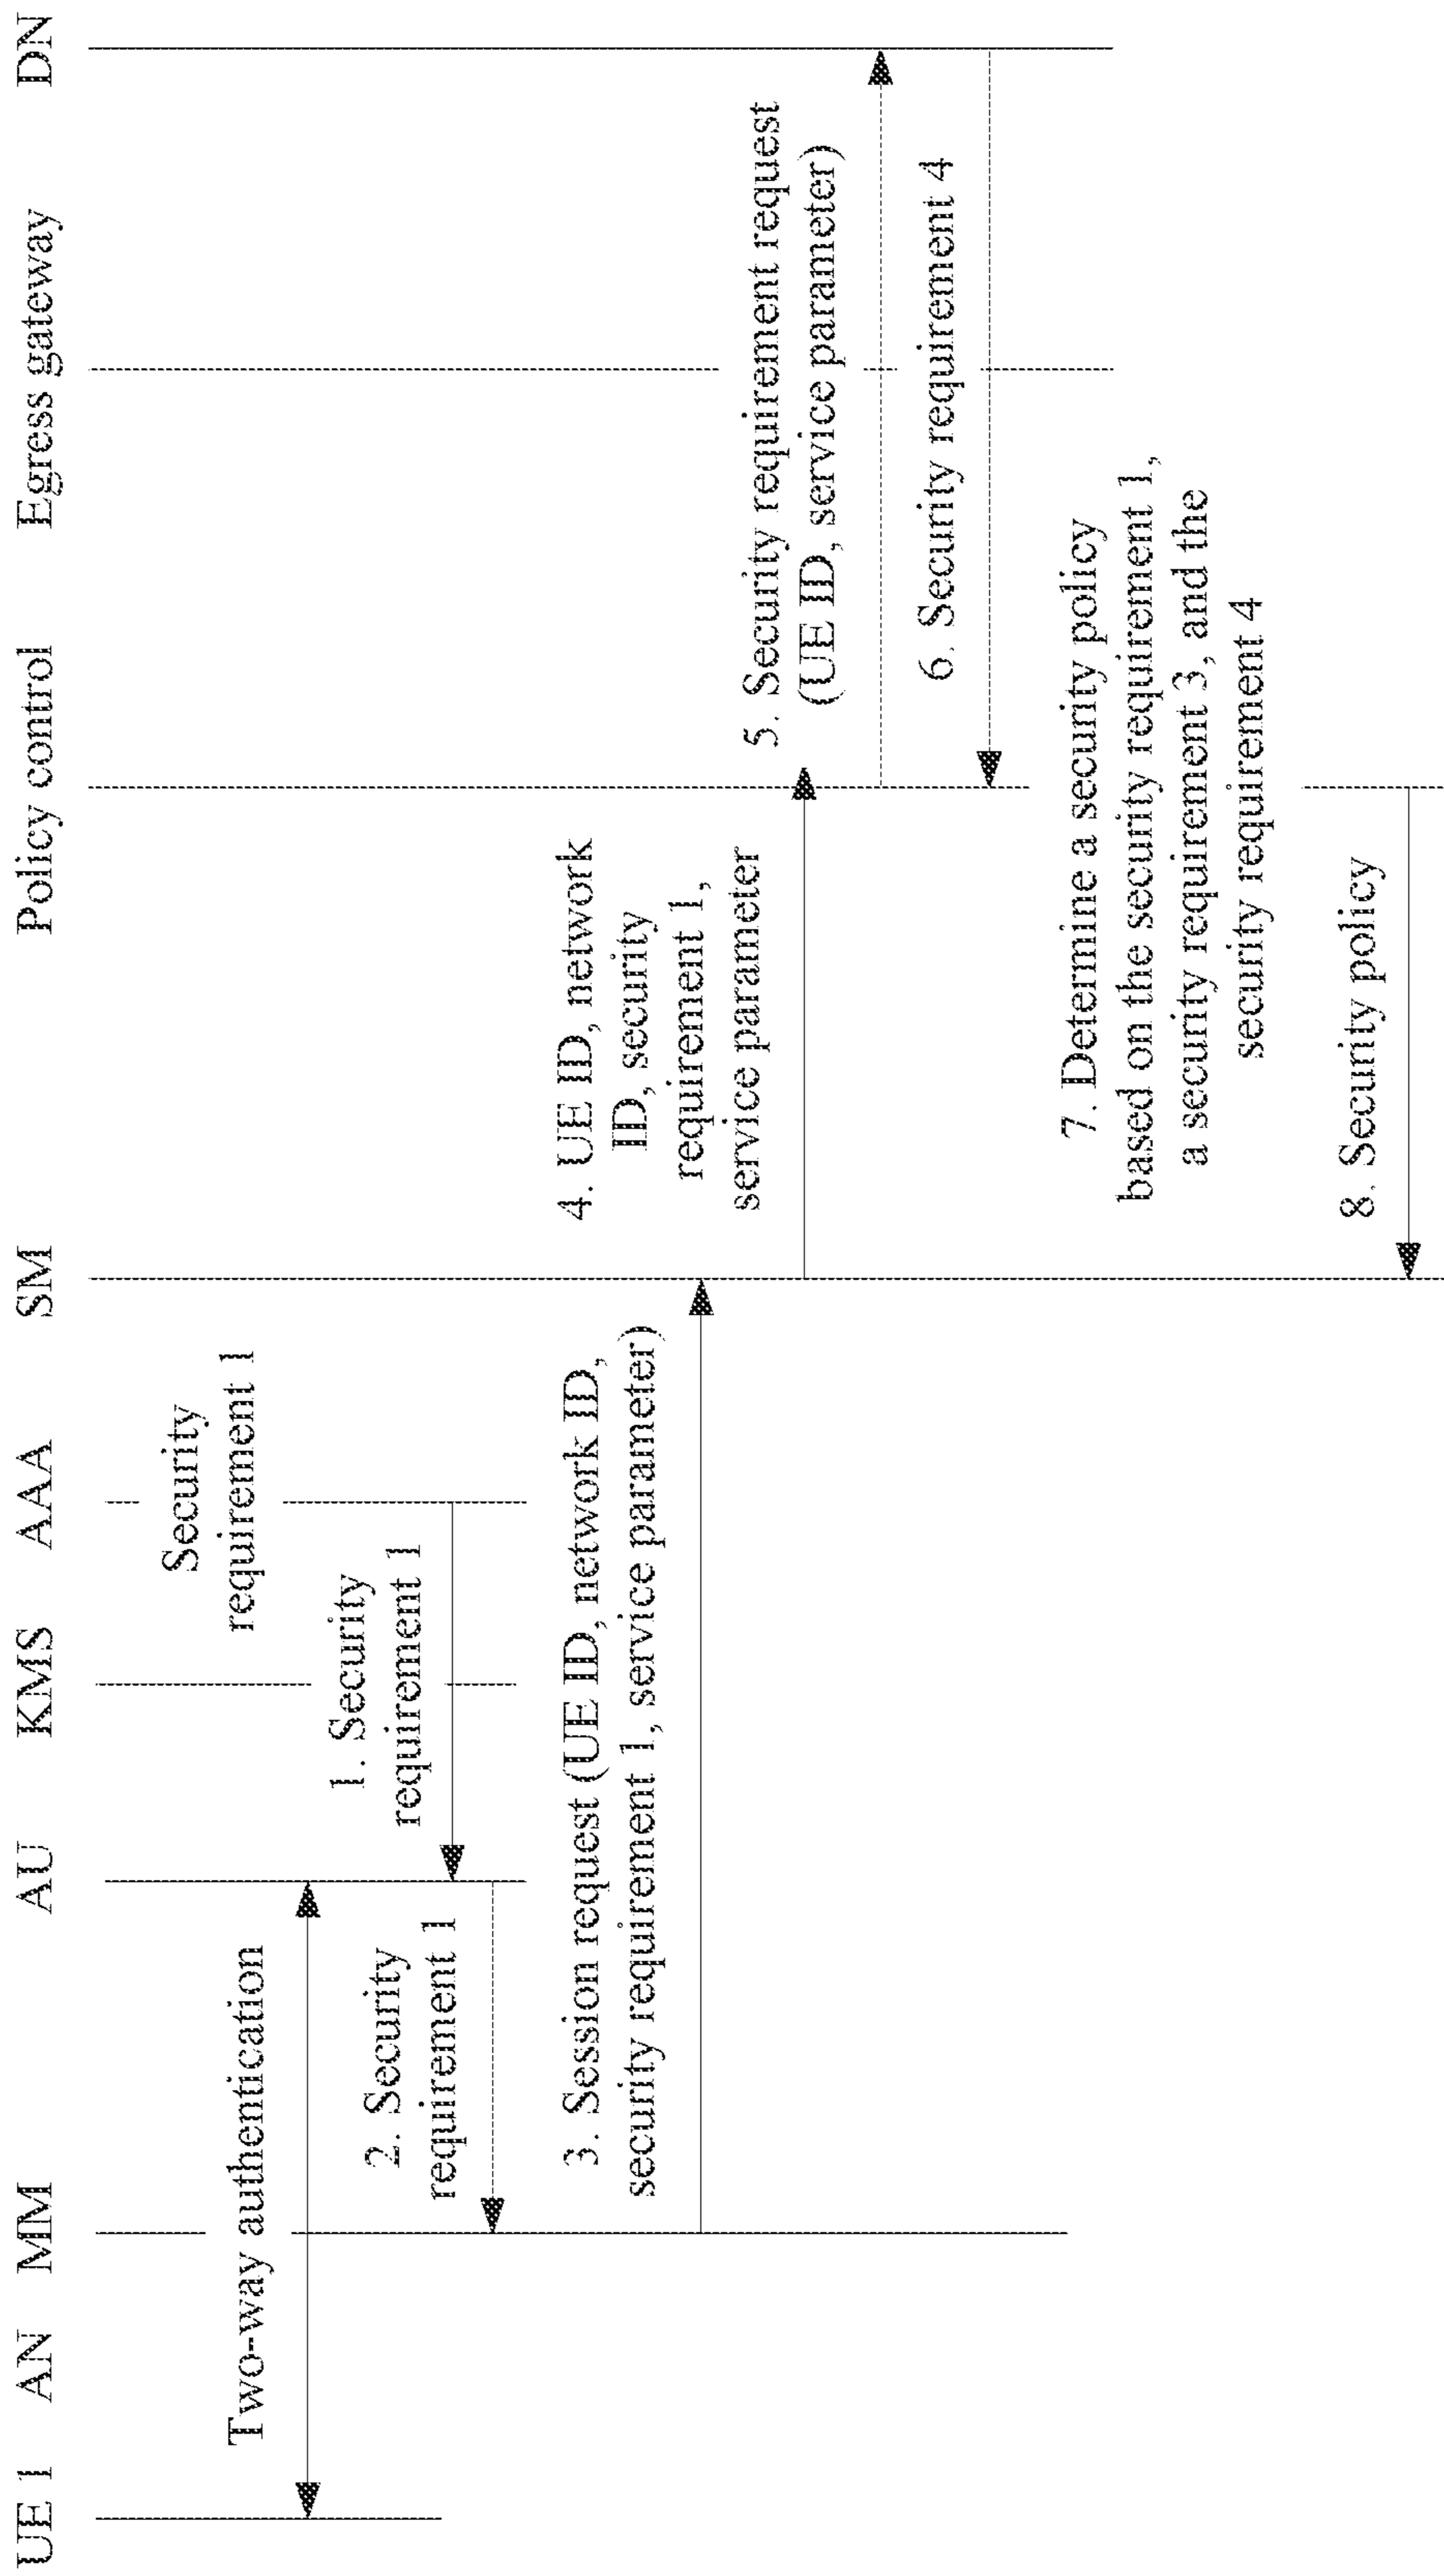 UE 1
AN
MM
AU
KMS
AAA
SM
Policy control
Egress gateway
DN
Security
requirement 1
Two-way authentication
1. Security
requirement 1
2. Security
requirement 1
3. Session request (UE ID, network ID,
security requirement 1, service parameter)
4. UE ID, network
ID, security
requirement 1,
service parameter
5. Security requirement request
(UE ID, service parameter)
6. Security requirement 4
7. Determine a security policy
based on the security requirement 1,
a security requirement 3, and the
security requirement 4
8. Security policy